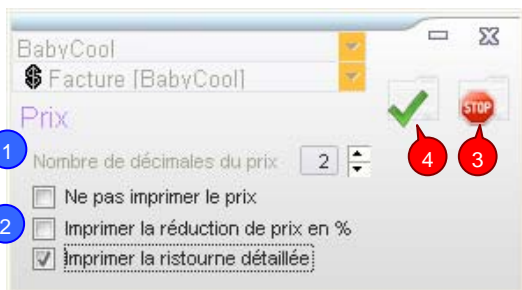 BabyCool
$ Facture [BabyCool]
Prix
1
Nombre de décimales du prix 2
Ne pas imprimer le prix
2
Imprimer la réduction de prix en %
Imprimer la ristourne détaillée
STOP
4 3